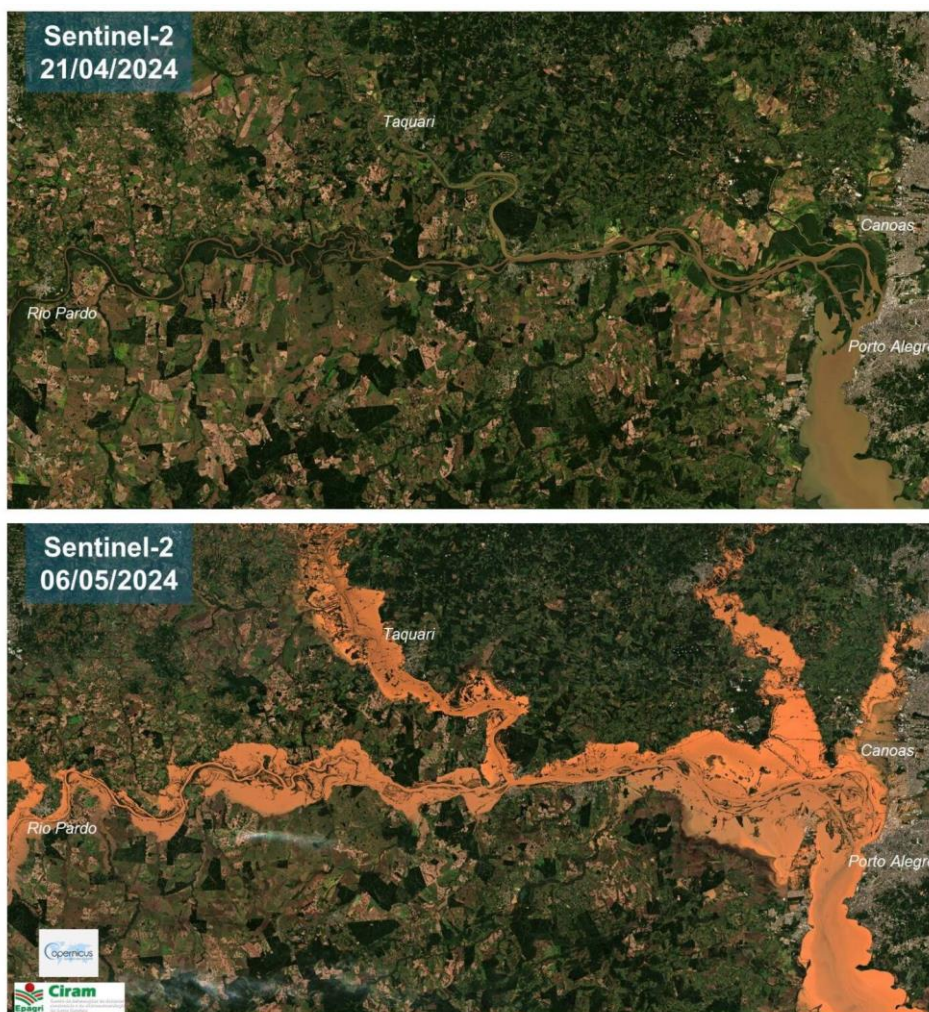 Sentinel-2
21/04/2024
Taquari
Canoas
Rio Pardo
Porto Alegre
Sentinel-2
06/05/2024
Taquari
Canoas
Rio Pardo
Porto Alegre
Copernicus
Ciram
Epagri